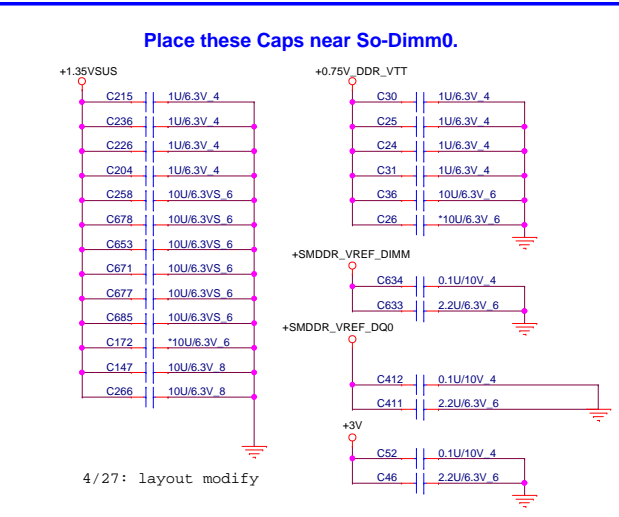 Place these Caps near So-Dimm0.
+1.35VSUS
C215 1U/6.3V_4
C236 1U/6.3V_4
C226 1U/6.3V_4
C204 1U/6.3V_4
C258 10U/6.3VS_6
C678 10U/6.3VS_6
C653 10U/6.3VS_6
C671 10U/6.3VS_6
C677 10U/6.3VS_6
C685 10U/6.3VS_6
C172 *10U/6.3V_6
C147 10U/6.3V_8
C266 10U/6.3V_8
4/27: layout modify
+0.75V_DDR_VTT
C30 1U/6.3V_4
C25 1U/6.3V_4
C24 1U/6.3V_4
C31 1U/6.3V_4
C36 10U/6.3V_6
C26 *10U/6.3V_6
+SMDDR_VREF_DIMM
C634 0.1U/10V_4
C633 2.2U/6.3V_6
+SMDDR_VREF_DQ0
C412 0.1U/10V_4
C411 2.2U/6.3V_6
+3V
C52 0.1U/10V_4
C46 2.2U/6.3V_6